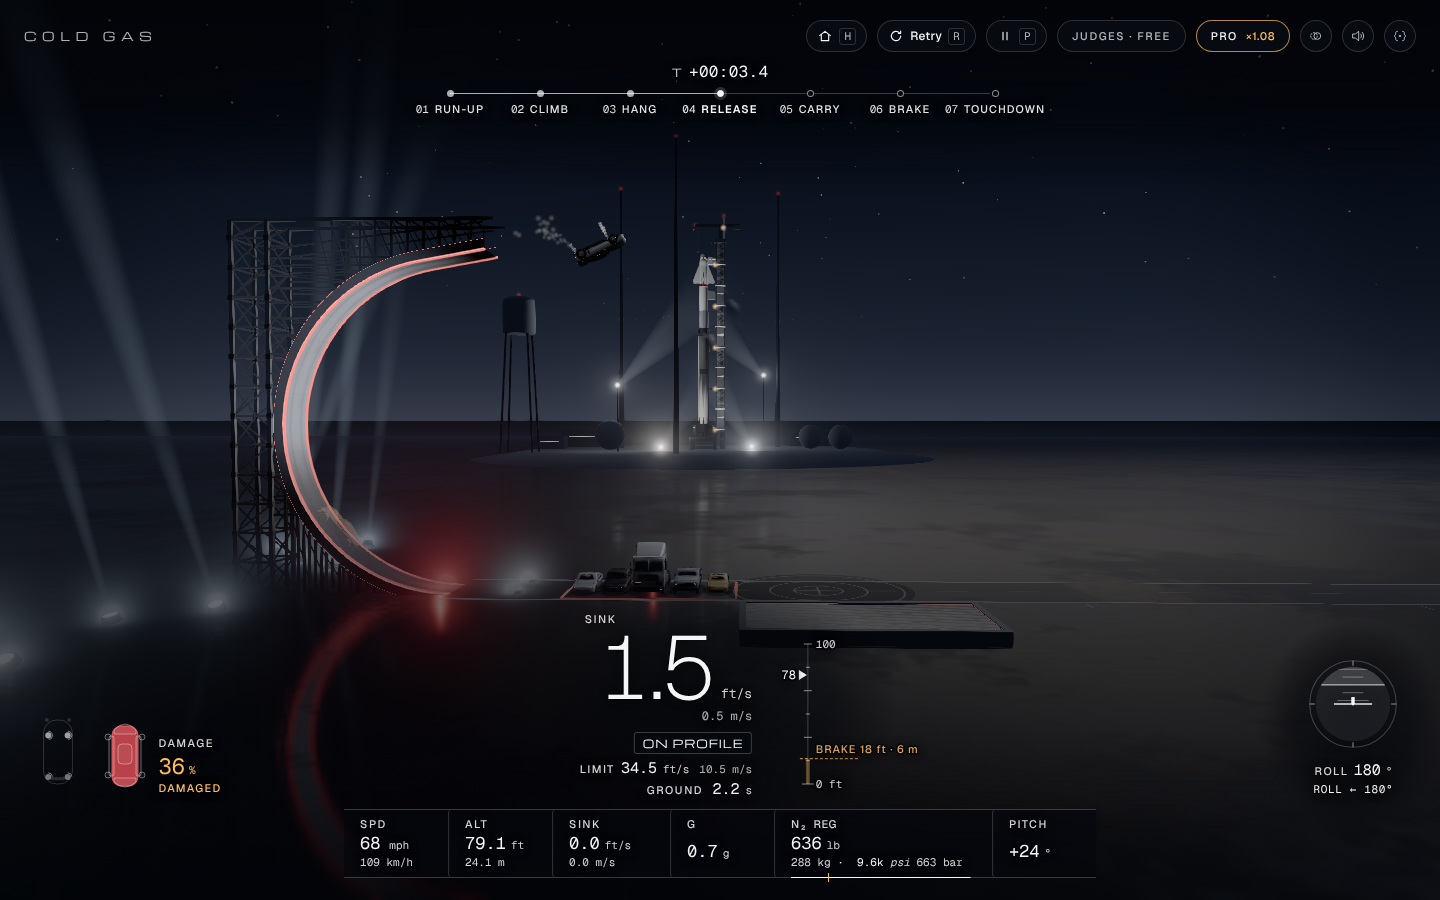 COLD GAS
H
Retry R
P
JUDGES · FREE
PRO ×1.08
T +00:03.4
01 RUN-UP 02 CLIMB 03 HANG 04 RELEASE 05 CARRY 06 BRAKE 07 TOUCHDOWN
SINK
1.5 ft/s
0.5 m/s
ON PROFILE
LIMIT 34.5 ft/s 10.5 m/s
GROUND 2.2 s
100
78
BRAKE 18 ft · 6 m
0 ft
DAMAGE
36 %
DAMAGED
ROLL 180 °
ROLL ← 180°
SPD
68 mph
109 km/h
ALT
79.1 ft
24.1 m
SINK
0.0 ft/s
0.0 m/s
G
0.7 g
N₂ REG
636 lb
288 kg · 9.6k psi 663 bar
PITCH
+24 °